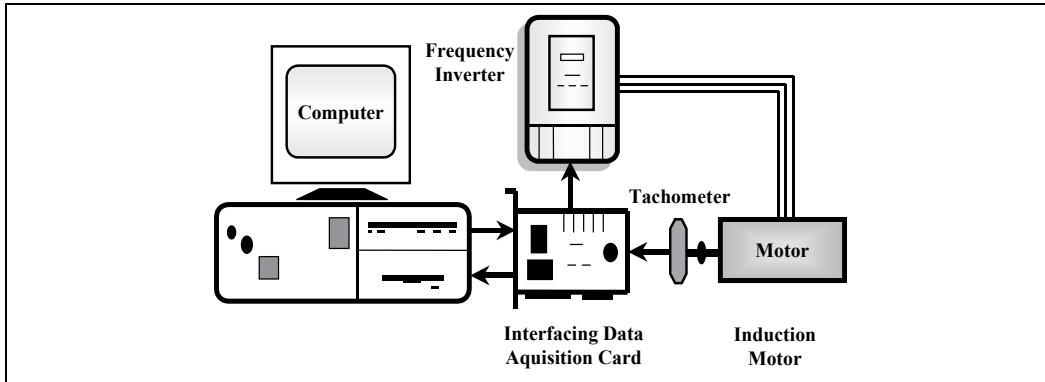 Frequency
Inverter
Computer
Tachometer
Motor
Interfacing Data
Aquisition Card
Induction
Motor